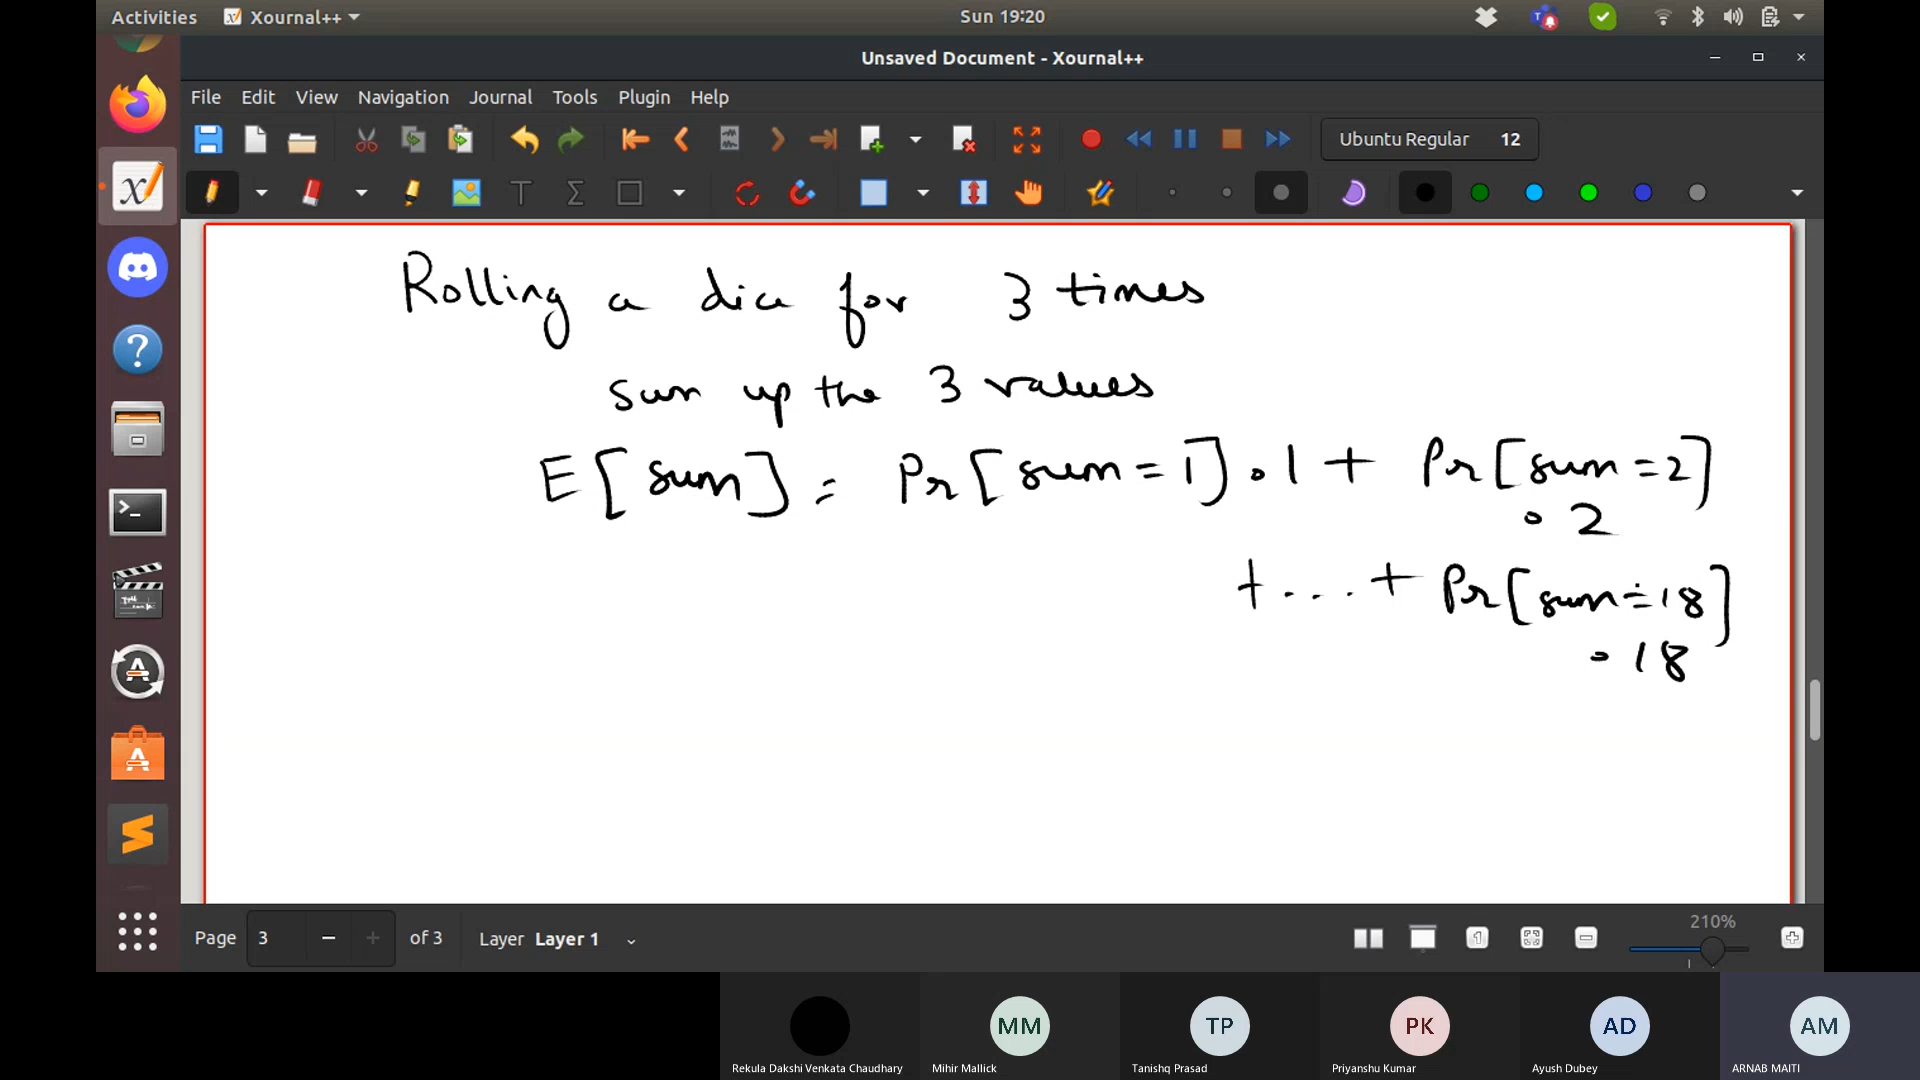 Activities Xournal++ Sun 19:20
Unsaved Document - Xournal++
File Edit View Navigation Journal Tools Plugin Help
Ubuntu Regular 12
Rolling a dice for 3 times
sum up the 3 values
E[sum] = Pr[sum=1].1 + Pr[sum=2]
. 2
+ . . . + Pr[sum=18]
. 18
Page 3 of 3 Layer Layer 1 210%
MM TP PK AD AM
Rekula Dakshi Venkata Chaudhary Mihir Mallick Tanishq Prasad Priyanshu Kumar Ayush Dubey ARNAB MAITI